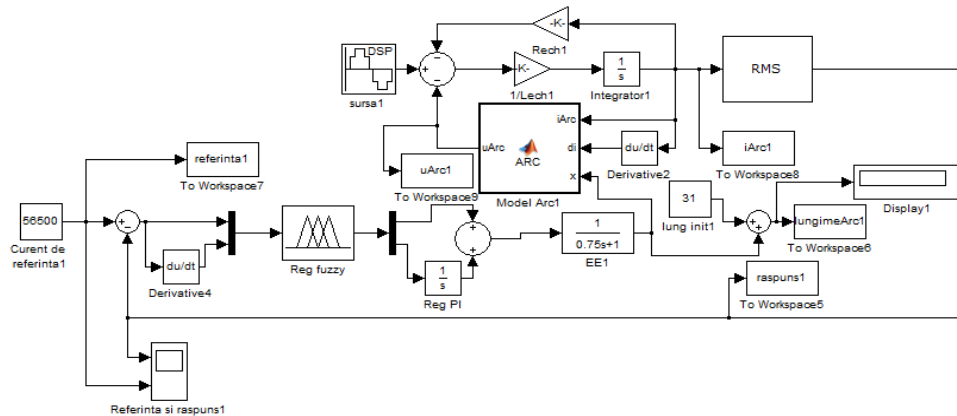 -K-
Rech1
DSP
sursa1
-K-
1/Lech1
1
s
Integrator1
RMS
uArc
iArc
di
x
ARC
Model Arc1
du/dt
Derivative2
iArc1
To Workspace8
referinta1
To Workspace7
uArc1
To Workspace9
31
lung init1
Display1
lungimeArc1
To Workspace6
56500
Curent de
referinta1
du/dt
Derivative4
Reg fuzzy
1
s
Reg PI
1
0.75s+1
EE1
raspuns1
To Workspace5
Referinta si raspuns1